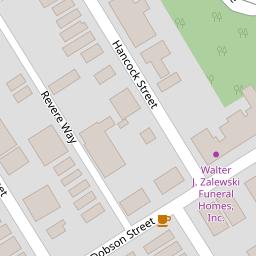 Hancock Street
Revere Way
Walter
J. Zalewski
Funeral
Homes,
Inc.
Dobson Street